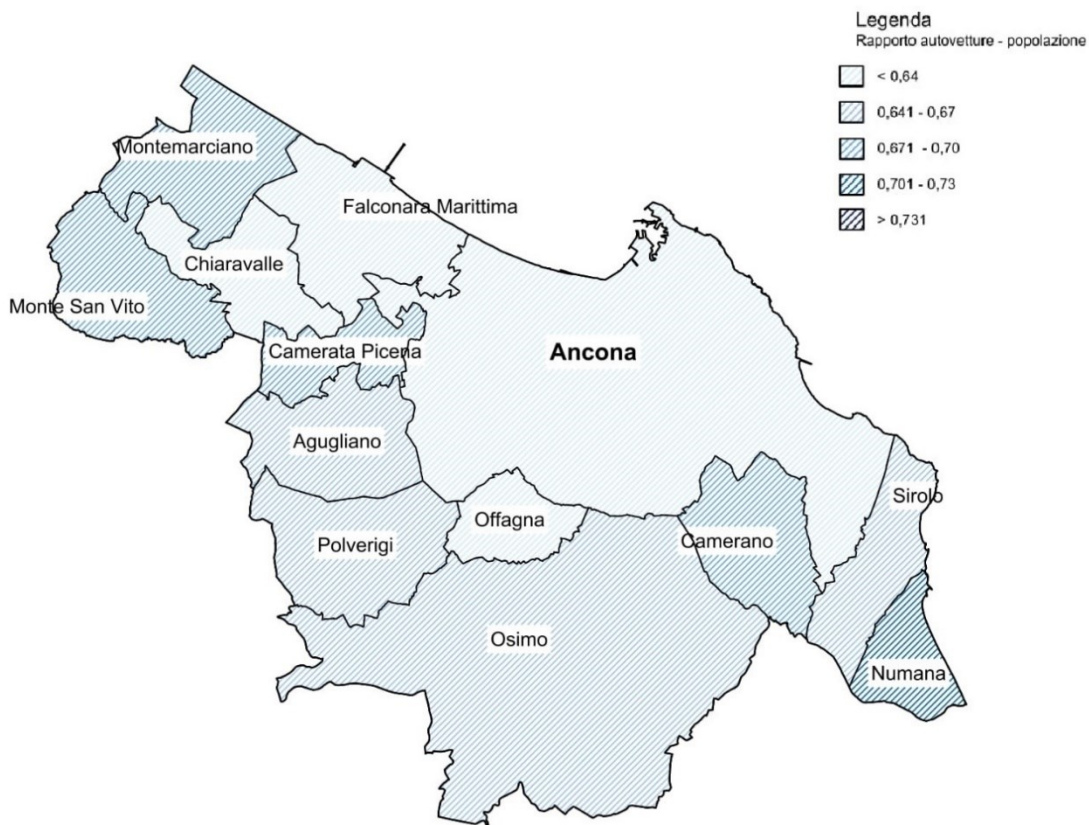 Legenda
Rapporto autovetture - popolazione
< 0,64
0,641 - 0,67
0,671 - 0,70
0,701 - 0,73
> 0,731
Montemarciano
Falconara Marittima
Chiaravalle
Monte San Vito
Camerata Picena
Ancona
Agugliano
Sirolo
Offagna
Camerano
Polverigi
Osimo
Numana